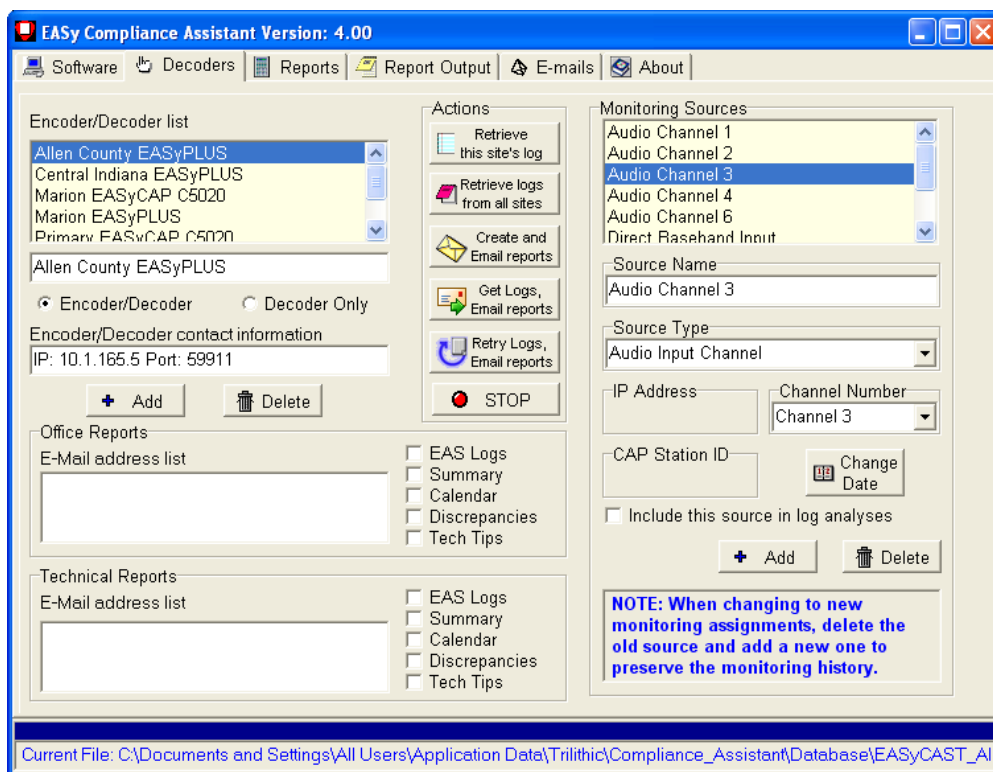 EASy Compliance Assistant Version: 4.00
Software Decoders Reports Report Output E-mails About
Encoder/Decoder list
Allen County EASyPLUS
Central Indiana EASyPLUS
Marion EASyCAP C5020
Marion EASyPLUS
Primary EASyCAP C5020
Allen County EASyPLUS
Encoder/Decoder Decoder Only
Encoder/Decoder contact information
IP: 10.1.165.5 Port: 59911
Add Delete
Actions
Retrieve
this site's log
Retrieve logs
from all sites
Create and
Email reports
Get Logs,
Email reports
Retry Logs,
Email reports
STOP
Office Reports
E-Mail address list
EAS Logs
Summary
Calendar
Discrepancies
Tech Tips
Technical Reports
E-Mail address list
EAS Logs
Summary
Calendar
Discrepancies
Tech Tips
Monitoring Sources
Audio Channel 1
Audio Channel 2
Audio Channel 3
Audio Channel 4
Audio Channel 6
Direct Baseband Input
Source Name
Audio Channel 3
Source Type
Audio Input Channel
IP Address
Channel Number
Channel 3
CAP Station ID
Change
Date
Include this source in log analyses
Add Delete
NOTE: When changing to new
monitoring assignments, delete the
old source and add a new one to
preserve the monitoring history.
Current File: C:\Documents and Settings\All Users\Application Data\Trilithic\Compliance_Assistant\Database\EASyCAST_Al